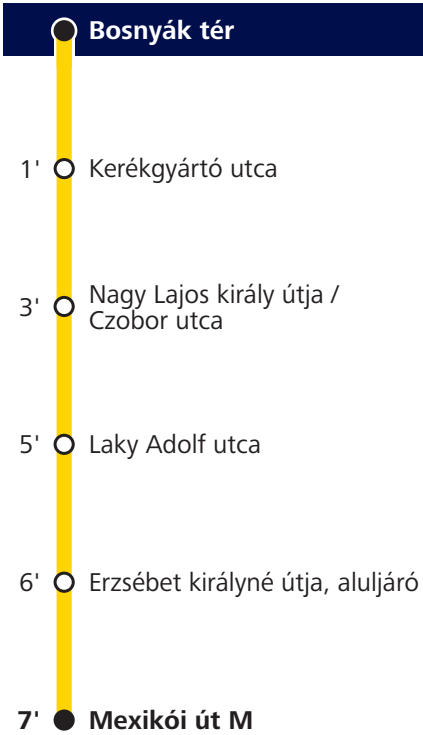 Bosnyák tér
1' Kerékgyártó utca
3' Nagy Lajos király útja /
Czobor utca
5' Laky Adolf utca
6' Erzsébet királyné útja, aluljáró
7' Mexikói út M